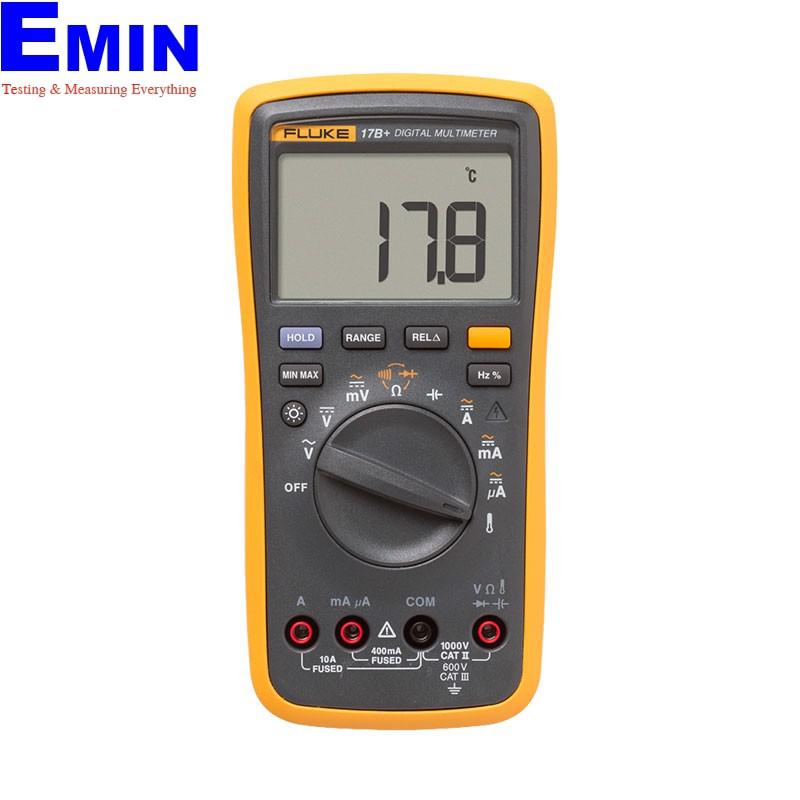 EMIN
Testing & Measuring Everything
FLUKE 17B+ DIGITAL MULTIMETER
°C
17.8
HOLD RANGE REL△
MIN MAX Hz %
mV Ω
V A
V mA
OFF µA
A mA µA COM V Ω
10A FUSED
400mA FUSED
1000V CAT II
600V CAT III